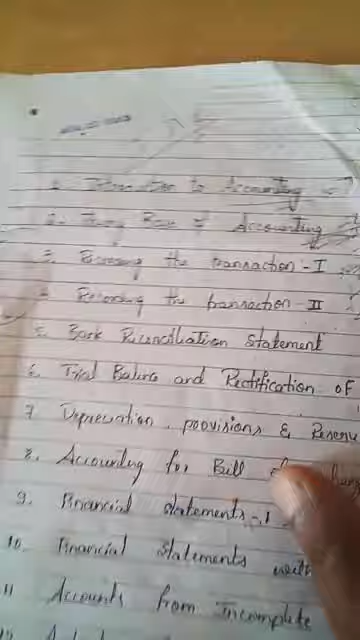 1. Introduction to Accounting
2. Theory Base of Accounting
3. Recording the transaction - I
4. Recording the transaction - II
5. Bank Reconciliation Statement
6. Trial Balance and Rectification of
7. Depreciation, provisions & Reserve
8. Accounting for Bill of
9. Financial statements - I
10. Financial Statements with
11 Accounts from Incomplete